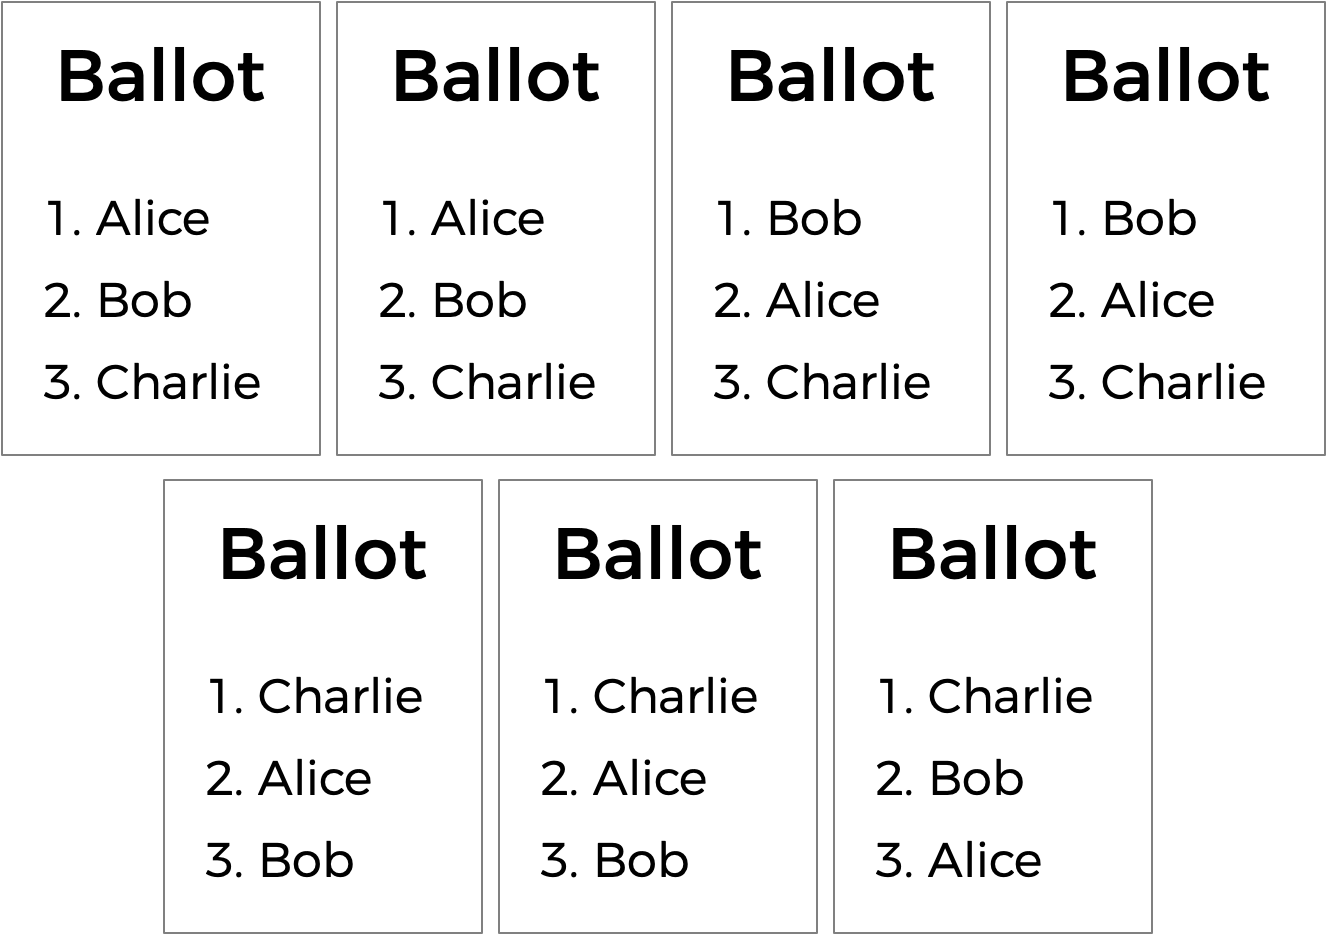 Ballot
1. Alice
2. Bob
3. Charlie
Ballot
1. Alice
2. Bob
3. Charlie
Ballot
1. Bob
2. Alice
3. Charlie
Ballot
1. Bob
2. Alice
3. Charlie
Ballot
1. Charlie
2. Alice
3. Bob
Ballot
1. Charlie
2. Alice
3. Bob
Ballot
1. Charlie
2. Bob
3. Alice